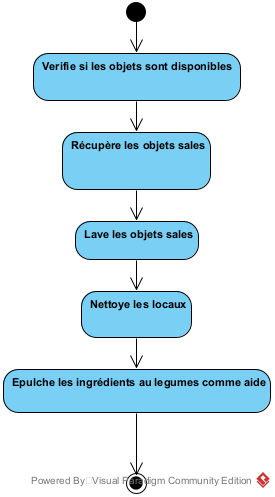 Verifie si les objets sont disponibles
Récupère les objets sales
Lave les objets sales
Nettoye les locaux
Epulche les ingrédients au legumes comme aide
Powered By Visual Paradigm Community Edition